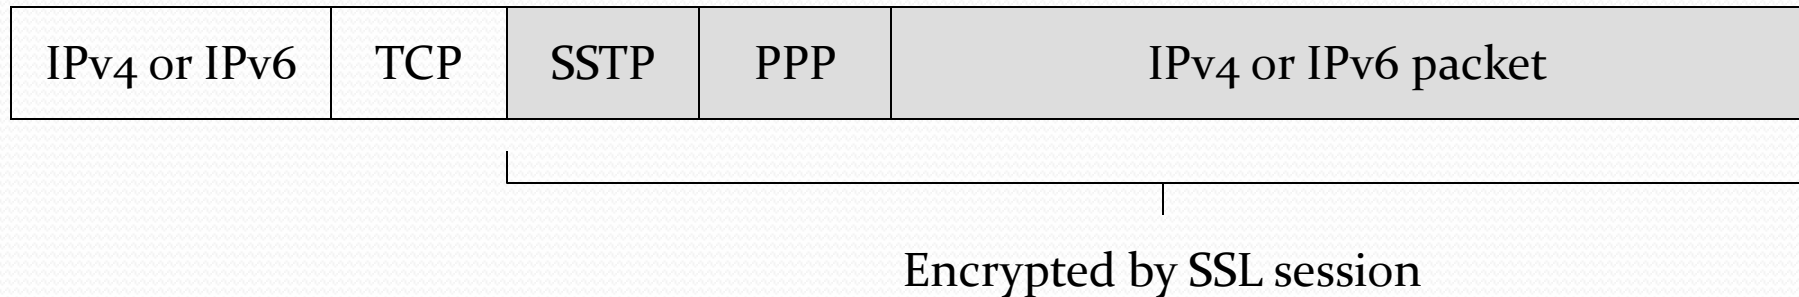 IPv4 or IPv6 TCP SSTP PPP IPv4 or IPv6 packet
Encrypted by SSL session